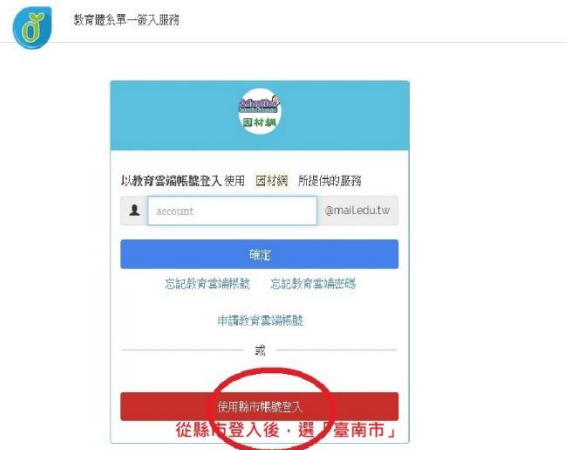 教育體系單一簽入服務
因材網
以教育雲端帳號登入 使用 因材網 所提供的服務
account @mail.edu.tw
確定
忘記教育雲端帳號 忘記教育雲端密碼
申請教育雲端帳號
或
使用縣市帳號登入
從縣市登入後，選「臺南市」